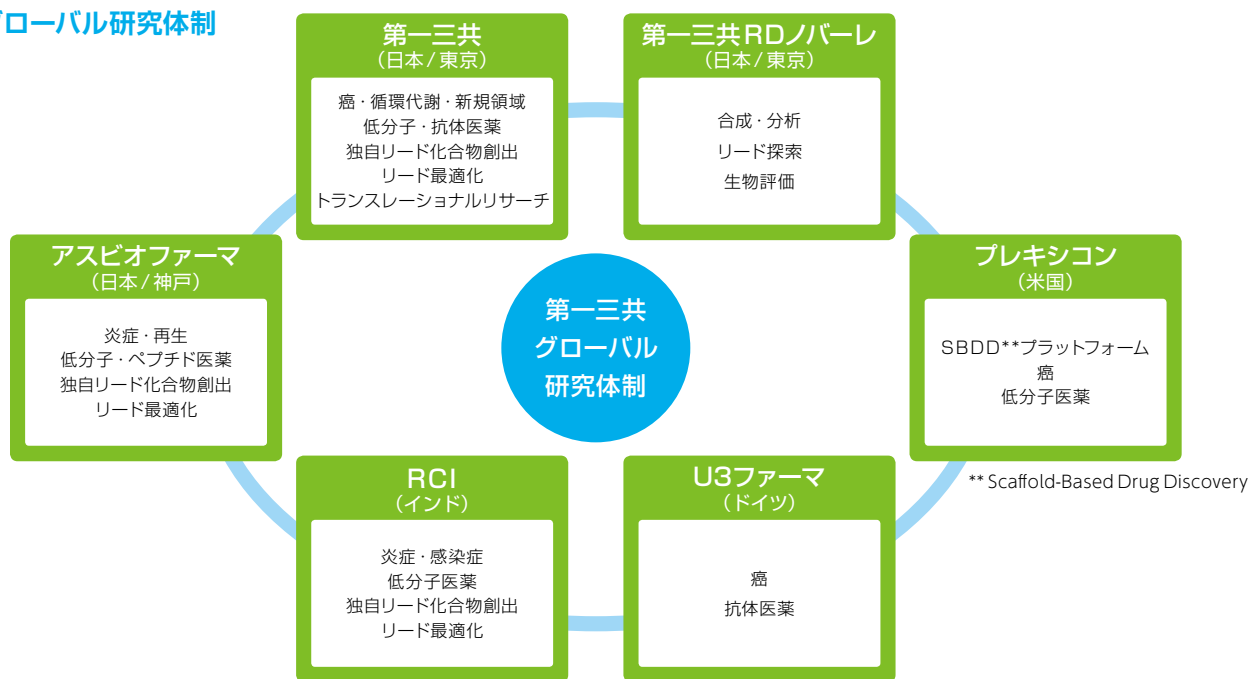 グローバル研究体制
第一三共
（日本/東京）
癌・循環代謝・新規領域
低分子・抗体医薬
独自リード化合物創出
リード最適化
トランスレーショナルリサーチ
第一三共RDノバーレ
（日本/東京）
合成・分析
リード探索
生物評価
アスビオファーマ
（日本/神戸）
炎症・再生
低分子・ペプチド医薬
独自リード化合物創出
リード最適化
第一三共
グローバル
研究体制
プレキシコン
（米国）
SBDD**プラットフォーム
癌
低分子医薬
** Scaffold-Based Drug Discovery
RCI
（インド）
炎症・感染症
低分子医薬
独自リード化合物創出
リード最適化
U3ファーマ
（ドイツ）
癌
抗体医薬